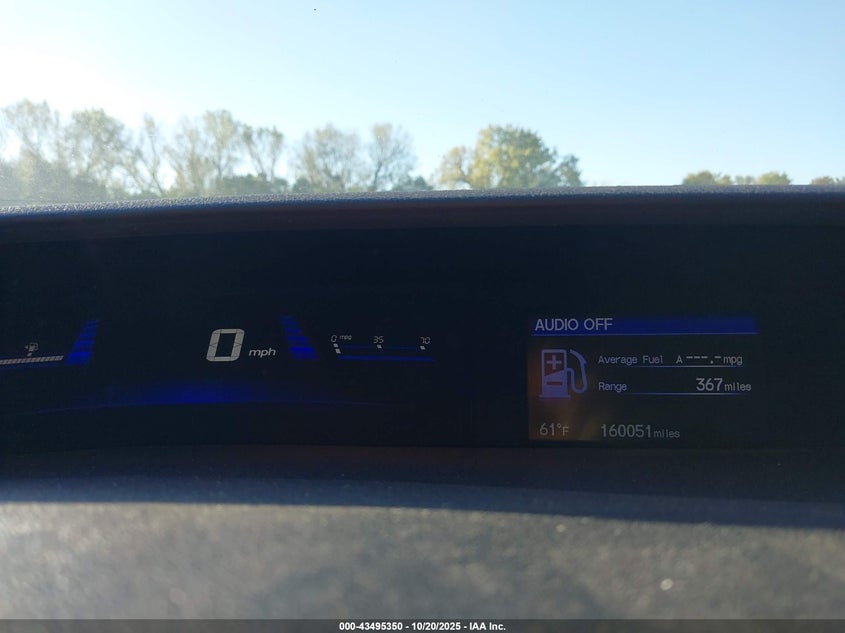 0 mph
0 mpg 35 70
AUDIO OFF
Average Fuel A ---.- mpg
Range 367 miles
61°F 160051 miles
000-43495350 - 10/20/2025 - IAA Inc.